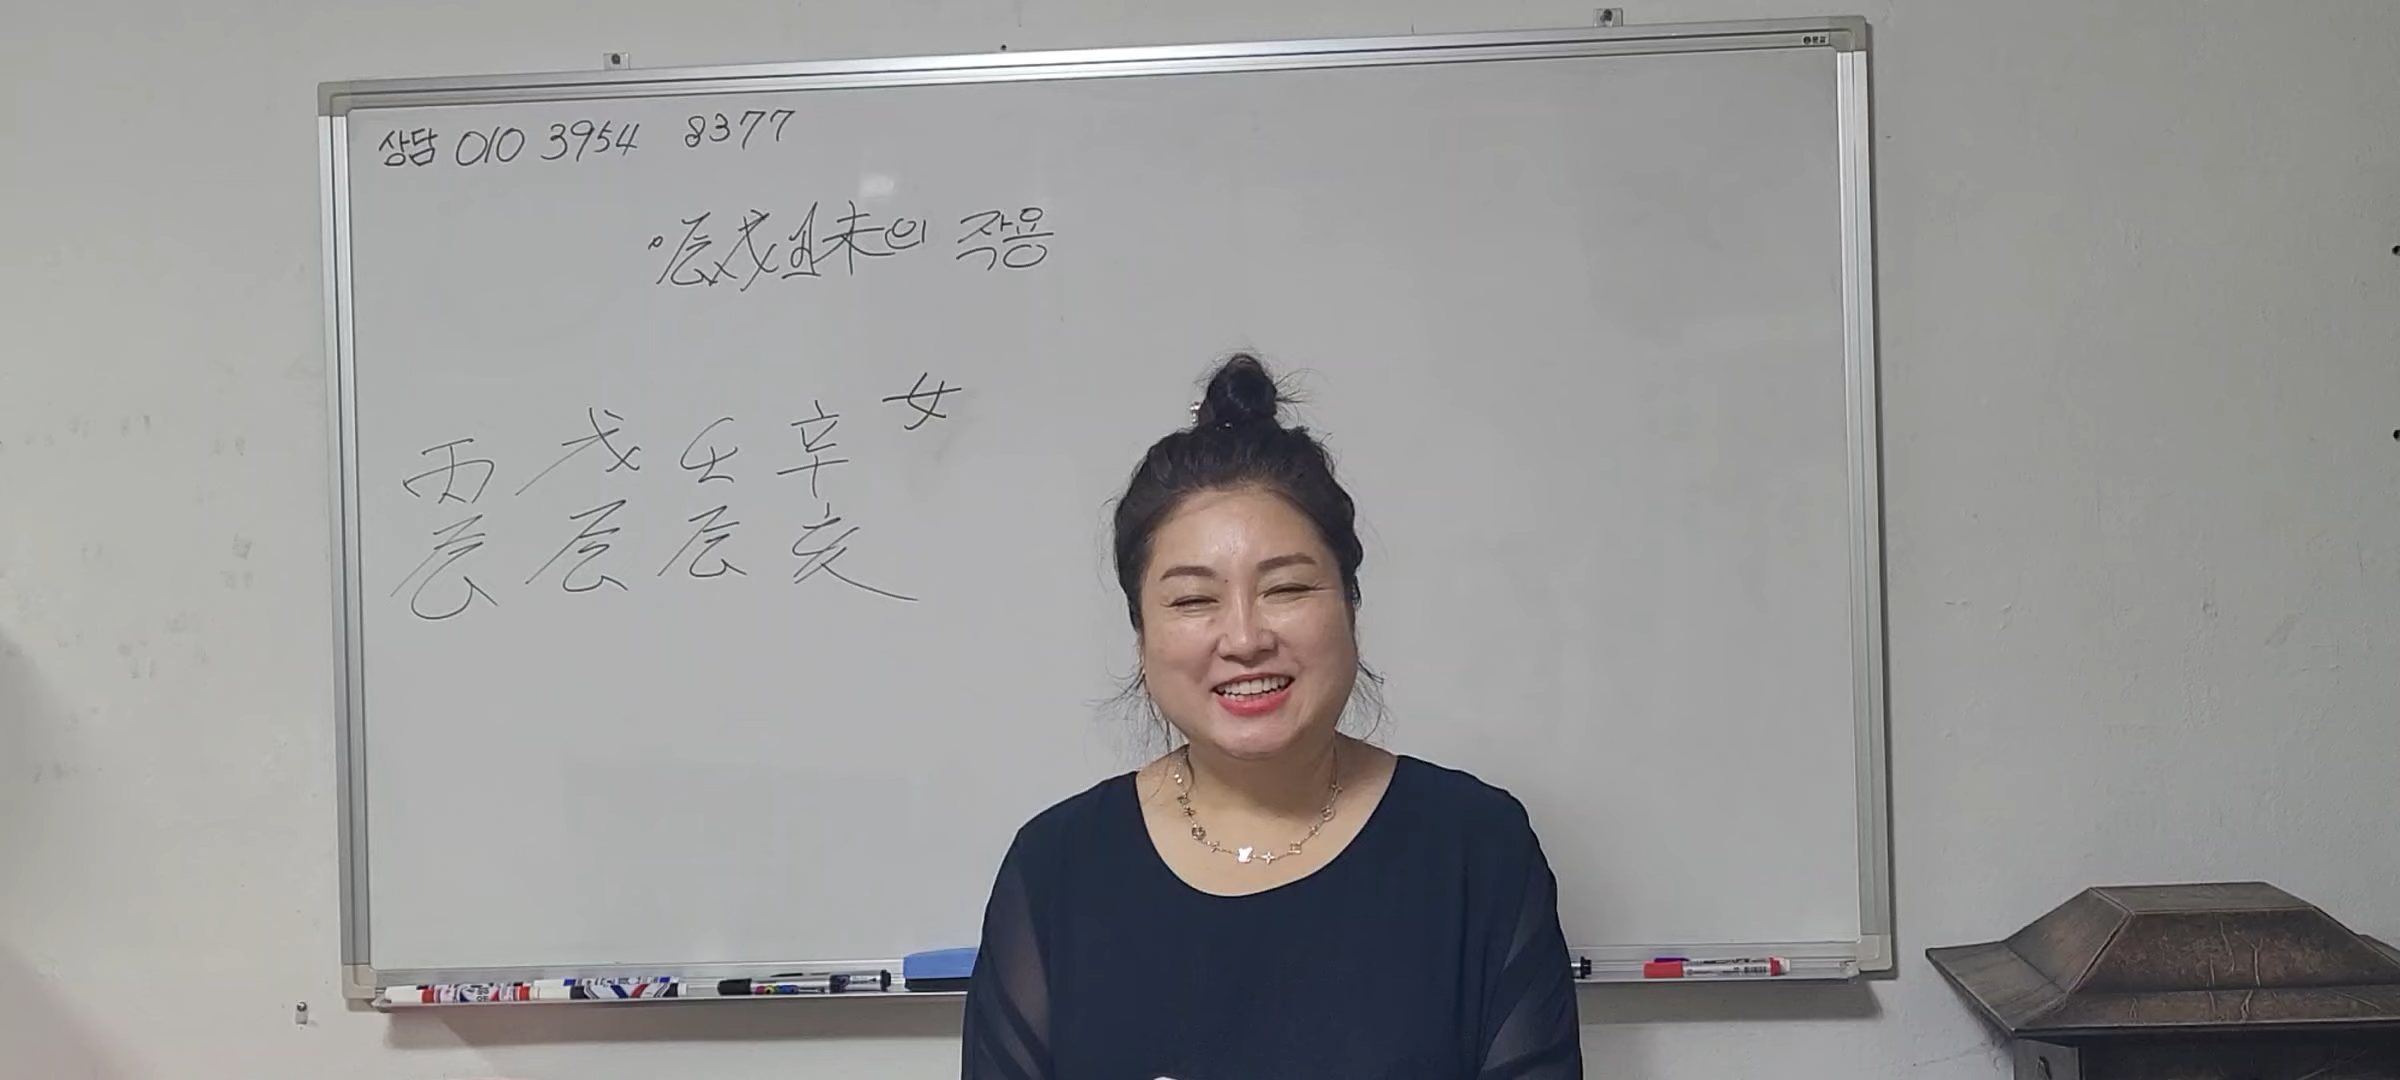 상담 010 3954 8377
辰戌丑未의 작용
女
丙 戊 壬 辛
辰 辰 辰 亥